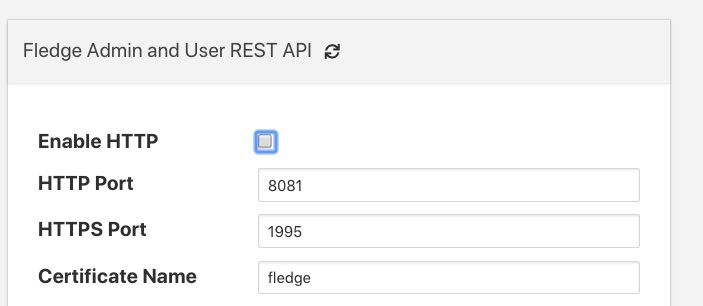 Fledge Admin and User REST API
Enable HTTP
HTTP Port 8081
HTTPS Port 1995
Certificate Name fledge